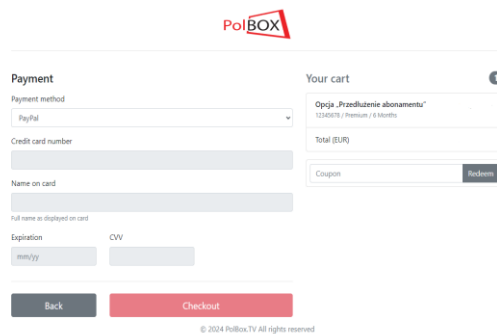 PolBOX
Payment
Payment method
PayPal
Credit card number
Name on card
Full name as displayed on card
Expiration
CVV
mm/yy
Back
Checkout
Your cart
1
Opcja „Przedłużenie abonamentu"
12345678 / Premium / 6 Months
Total (EUR)
Coupon
Redeem
© 2024 PolBox.TV All rights reserved